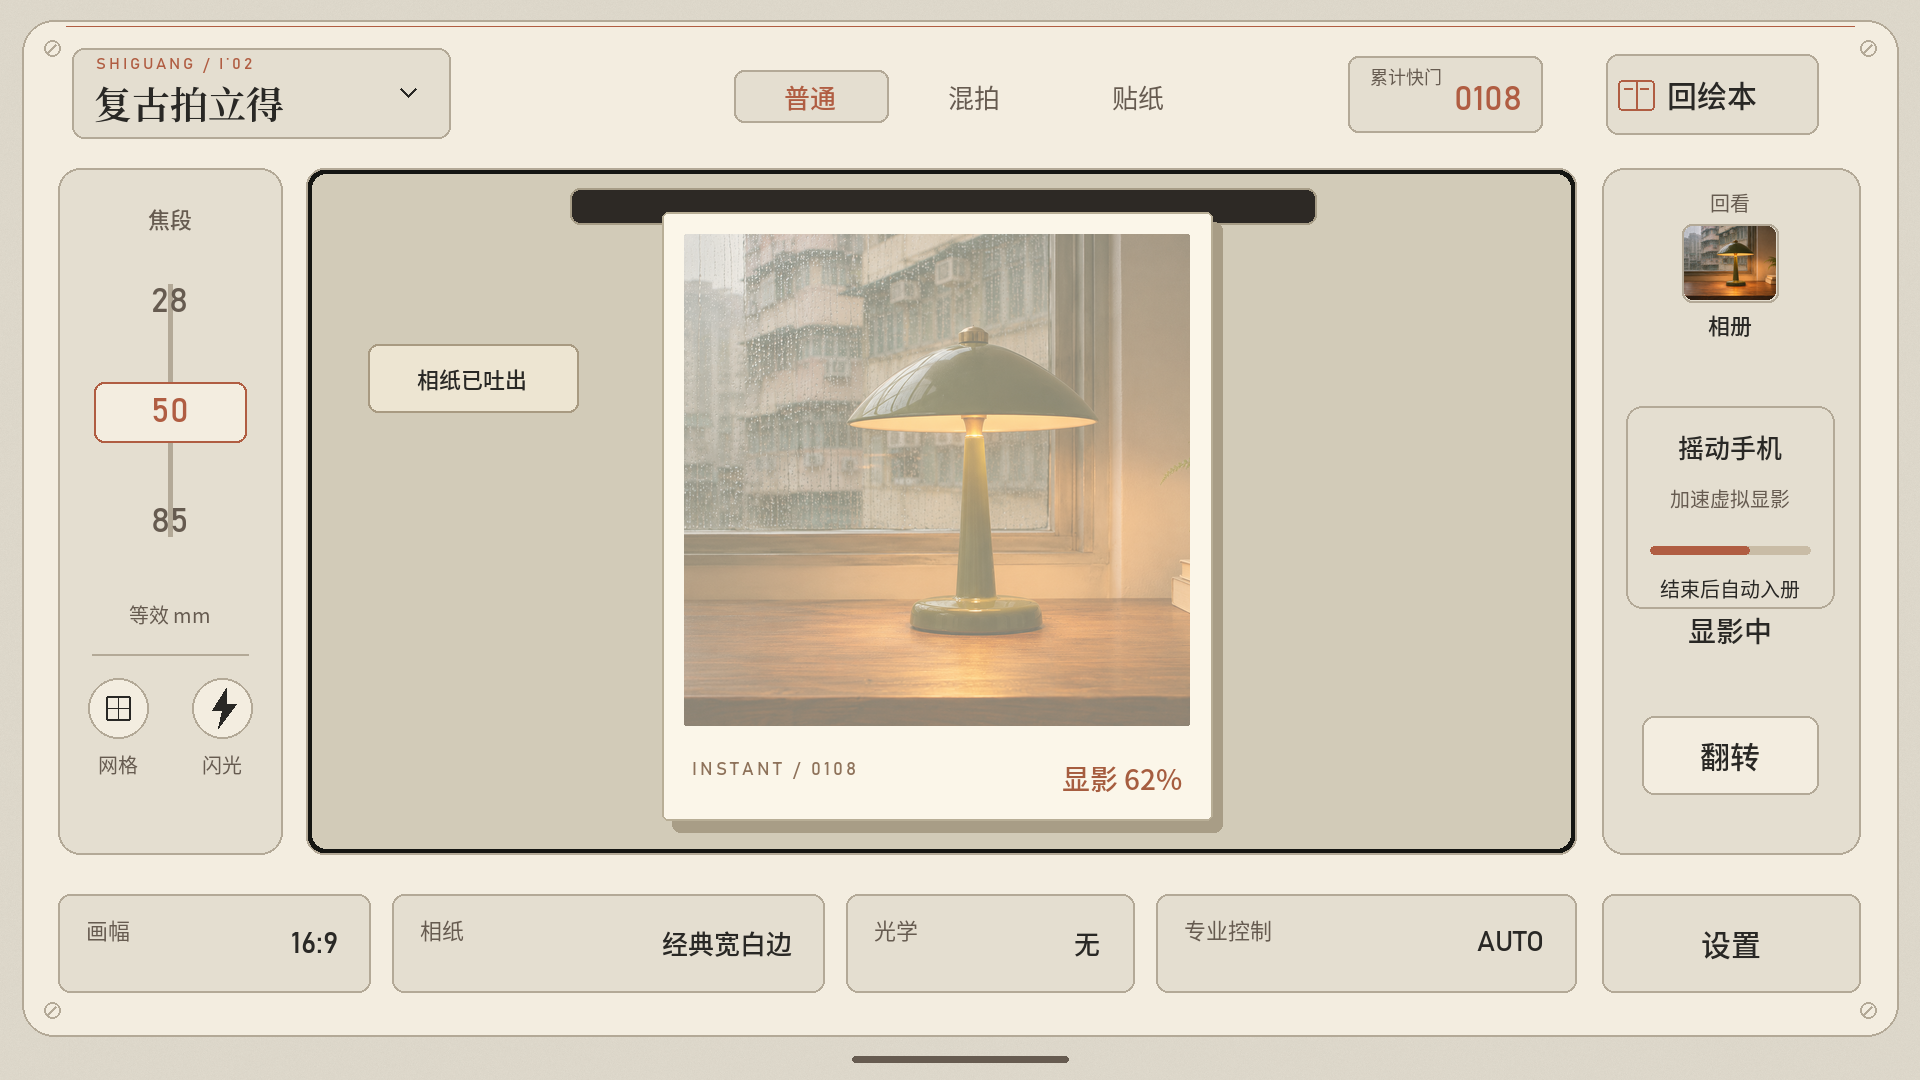 SHIGUANG / I'02
复古拍立得
普通
混拍
贴纸
累计快门
0108
回绘本
焦段
28
50
85
等效 mm
网格
闪光
相纸已吐出
INSTANT / 0108
显影 62%
回看
相册
摇动手机
加速虚拟显影
结束后自动入册
显影中
翻转
画幅
16:9
相纸
经典宽白边
光学
无
专业控制
AUTO
设置